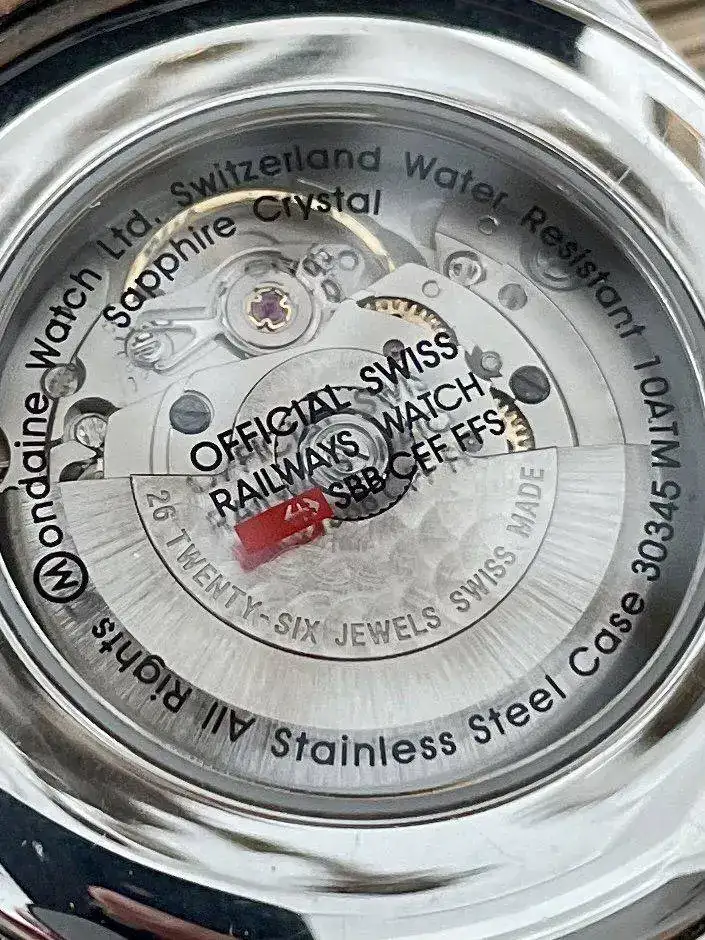 Ⓜondaine Watch Ltd. Switzerland Water Resistant 10ATM 30345
Sapphire Crystal
OFFICIAL SWISS
RAILWAYS WATCH
SBB CFF FFS
26 TWENTY-SIX JEWELS SWISS MADE
All Rights
Stainless Steel Case